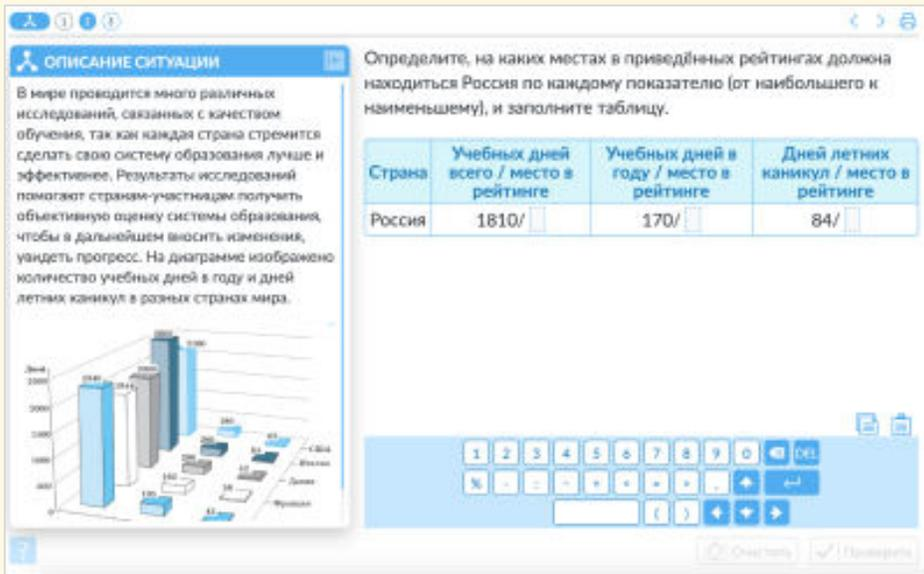 ОПИСАНИЕ СИТУАЦИИ
В мире проводится много различных
исследований, связанных с качеством
обучения, так как каждая страна стремится
сделать свою систему образования лучше и
эффективнее. Результаты исследований
помогают странам-участницам получить
объективную оценку системы образования,
чтобы в дальнейшем вносить изменения,
увидеть прогресс. На диаграмме изображено
количество учебных дней в году и дней
летних каникул в разных странах мира.
Дней
США
Италия
Дания
Франция
Определите, на каких местах в приведённых рейтингах должна
находиться Россия по каждому показателю (от наибольшего к
наименьшему), и заполните таблицу.
Страна
Учебных дней
всего / место в
рейтинге
Учебных дней в
году / место в
рейтинге
Дней летних
каникул / место в
рейтинге
Россия 1810/ 170/ 84/
1 2 3 4 5 6 7 8 9 0 DEL
%
( )
?
Очистить Проверить